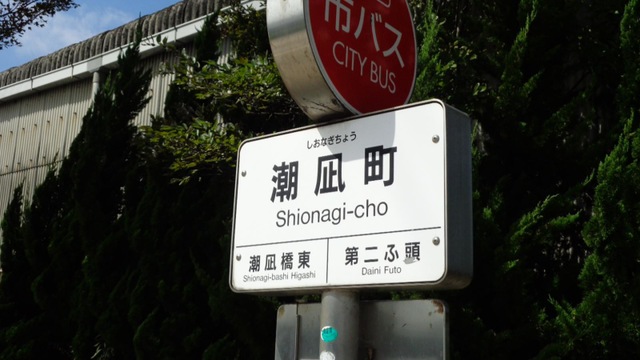 市バス
CITY BUS
しおなぎちょう
潮凪町
Shionagi-cho
潮凪橋東
Shionagi-bashi Higashi
第二ふ頭
Daini Futo